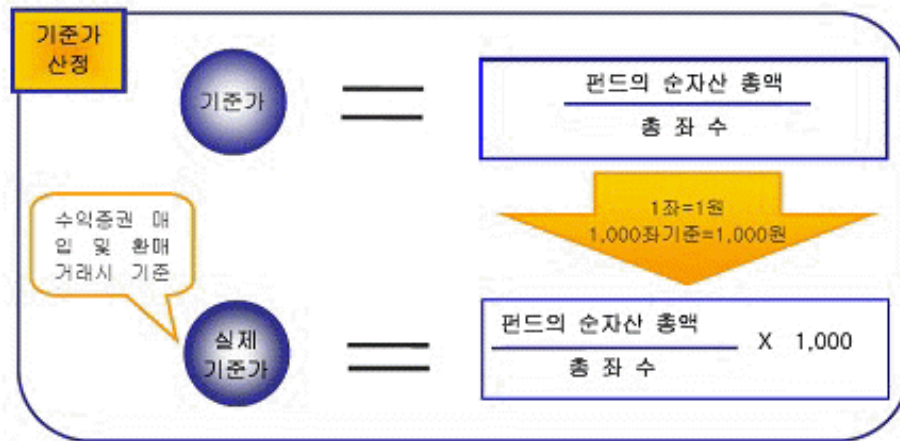 기준가
산정
기준가
펀드의 순자산 총액
총 좌 수
1좌=1원
1,000좌기준=1,000원
수익증권 매
입 및 환매
거래시 기준
실제
기준가
펀드의 순자산 총액
총 좌 수
X 1,000